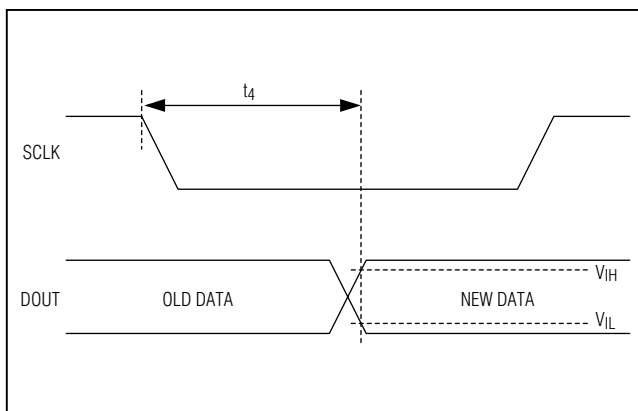 t4
SCLK
VIH
DOUT
OLD DATA
NEW DATA
VIL